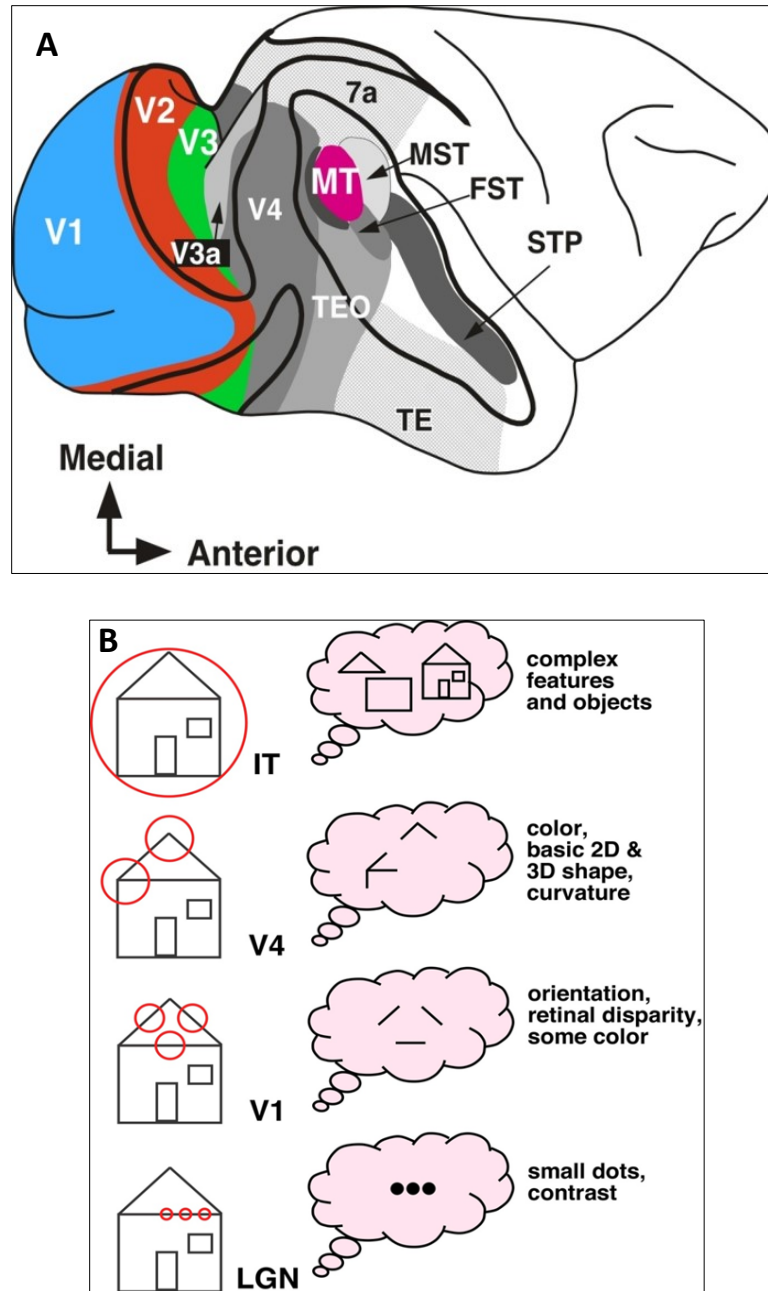 A
7a
V2
V3
MST
MT
FST
V4
V1
STP
V3a
TEO
TE
Medial
Anterior
B
complex
features
and objects
IT
color,
basic 2D &
3D shape,
curvature
V4
orientation,
retinal disparity,
some color
V1
small dots,
contrast
LGN